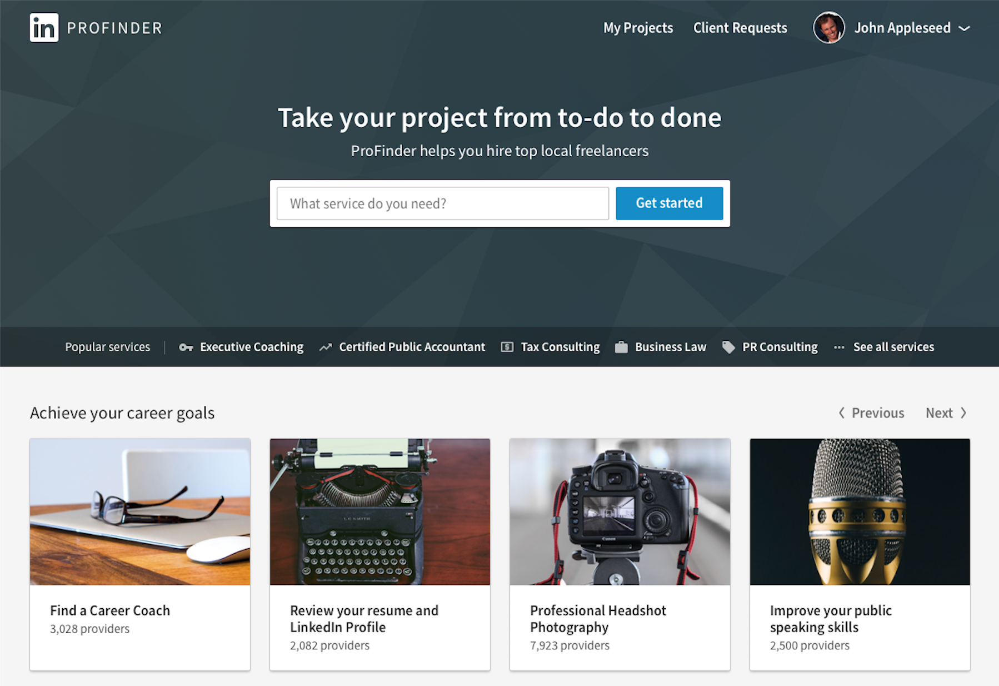 in PROFINDER
My Projects Client Requests John Appleseed
Take your project from to-do to done
ProFinder helps you hire top local freelancers
What service do you need? Get started
Popular services Executive Coaching Certified Public Accountant Tax Consulting Business Law PR Consulting See all services
Achieve your career goals
Previous Next
L C SMITH
Canon
Find a Career Coach
3,028 providers
Review your resume and
LinkedIn Profile
2,082 providers
Professional Headshot
Photography
7,923 providers
Improve your public
speaking skills
2,500 providers